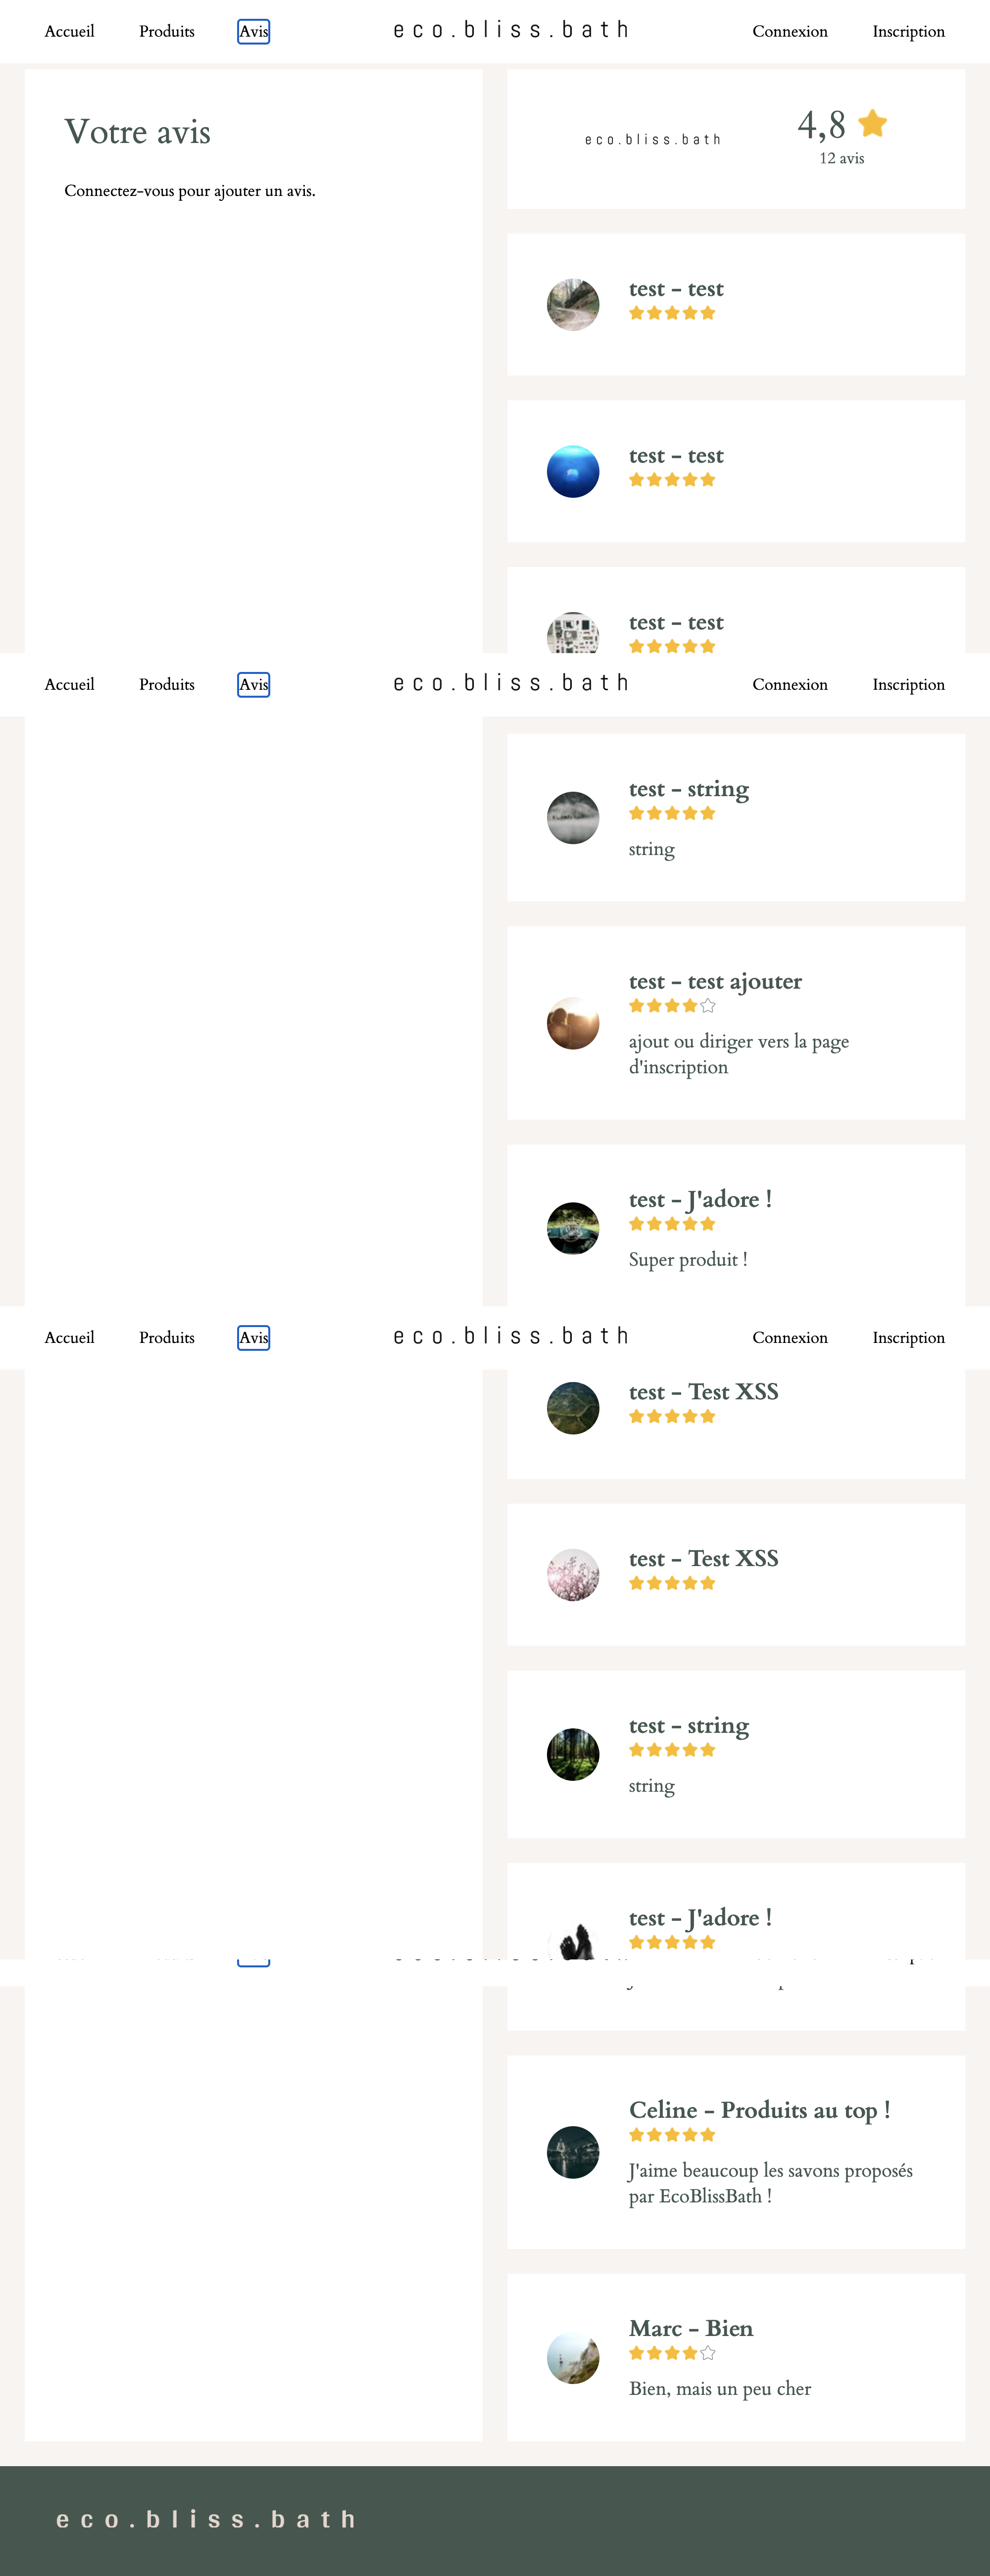 Accueil Produits Avis eco.bliss.bath Connexion Inscription
Votre avis
Connectez-vous pour ajouter un avis.
eco.bliss.bath
4,8
12 avis
test - test
test - test
test - test
Accueil Produits Avis eco.bliss.bath Connexion Inscription
test - string
string
test - test ajouter
ajout ou diriger vers la page
d'inscription
test - J'adore !
Super produit !
Accueil Produits Avis eco.bliss.bath Connexion Inscription
test - Test XSS
test - Test XSS
test - string
string
test - J'adore !
Celine - Produits au top !
J'aime beaucoup les savons proposés
par EcoBlissBath !
Marc - Bien
Bien, mais un peu cher
eco.bliss.bath